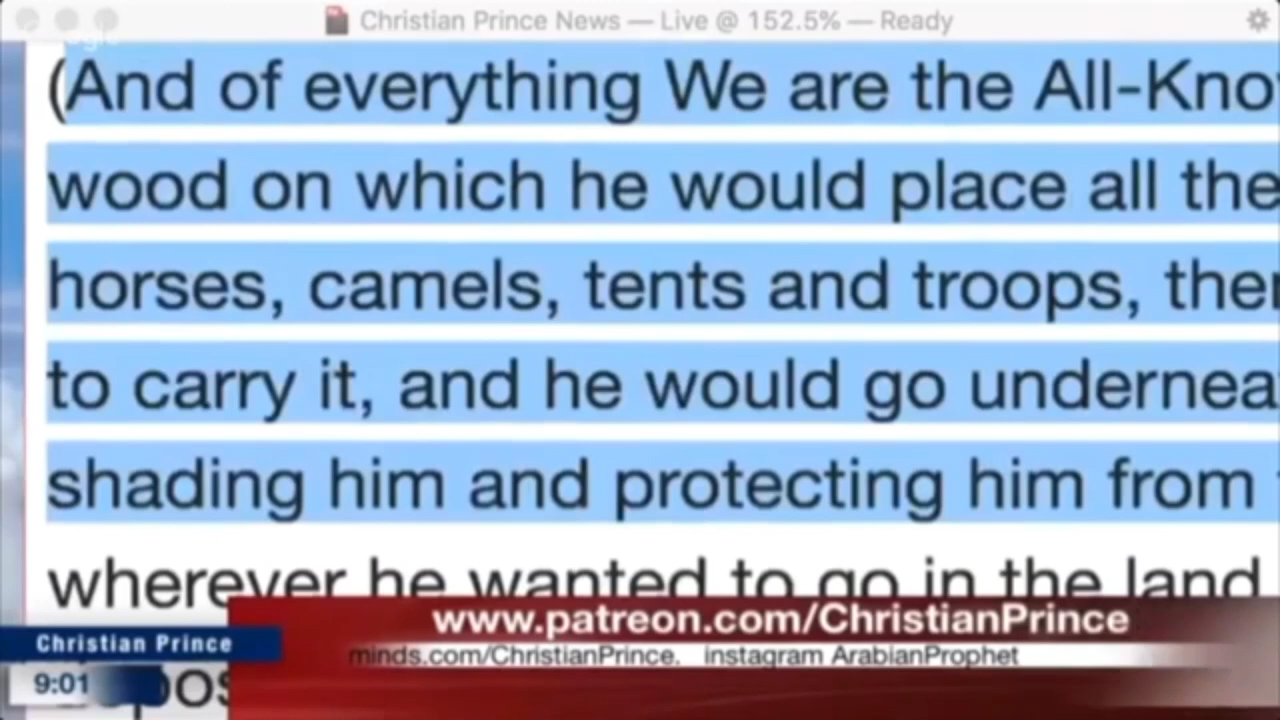 Christian Prince News — Live @ 152.5% — Ready
(And of everything We are the All-Kno
wood on which he would place all the
horses, camels, tents and troops, the
to carry it, and he would go undernea
shading him and protecting him from
wherever he wanted to go in the land
www.patreon.com/ChristianPrince
Christian Prince
minds.com/ChristianPrince. instagram ArabianProphet
9:01